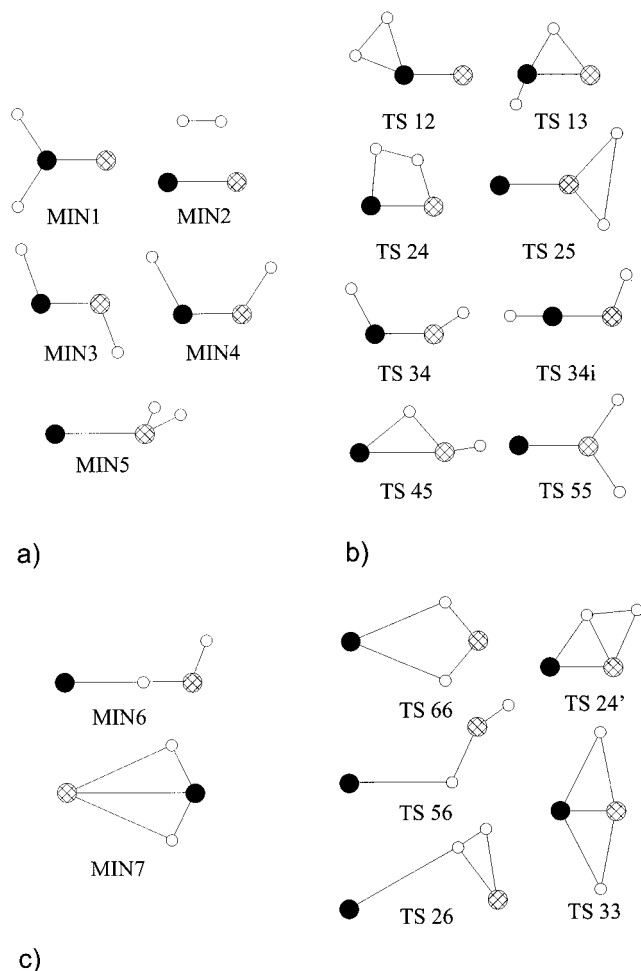 TS 12 TS 13
MIN1 MIN2
TS 24 TS 25
MIN3 MIN4
TS 34 TS 34i
MIN5
TS 45 TS 55
a) b)
MIN6
TS 66 TS 24’
MIN7
TS 56
TS 26 TS 33
c)